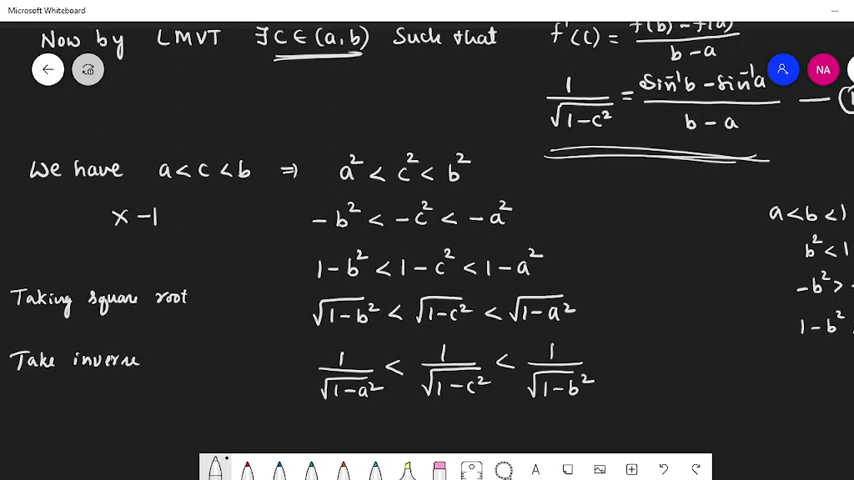 Microsoft Whiteboard
Now by LMVT ∃ C ∈ (a, b) Such that f'(c) = f(b) - f(a) / b - a
NA
1 / √1-c² = Sin⁻¹b - Sin⁻¹a / b - a — ①
We have a < c < b ⇒ a² < c² < b²
× -1 -b² < -c² < -a²
a < b < 1
1-b² < 1-c² < 1-a²
b² < 1
-b² > -
Taking square root √1-b² < √1-c² < √1-a²
1-b²
Take inverse 1/√1-a² < 1/√1-c² < 1/√1-b²
A